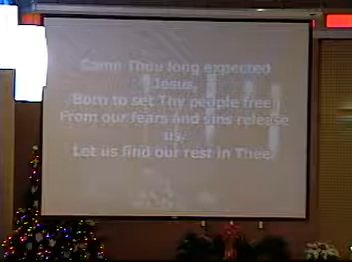 Come Thou long expected
Jesus,
Born to set Thy people free
From our fears and sins release
us,
Let us find our rest in Thee.